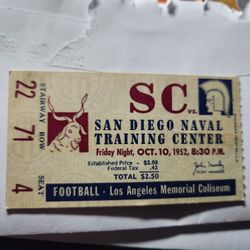 22 STAIRWAY
71 ROW
4 SEAT
SC vs.
SAN DIEGO NAVAL
TRAINING CENTER
Friday Night, OCT. 10, 1952, 8:30 P.M.
Established Price - $2.08
Federal Tax - .42
TOTAL $2.50
FOOTBALL - Los Angeles Memorial Coliseum